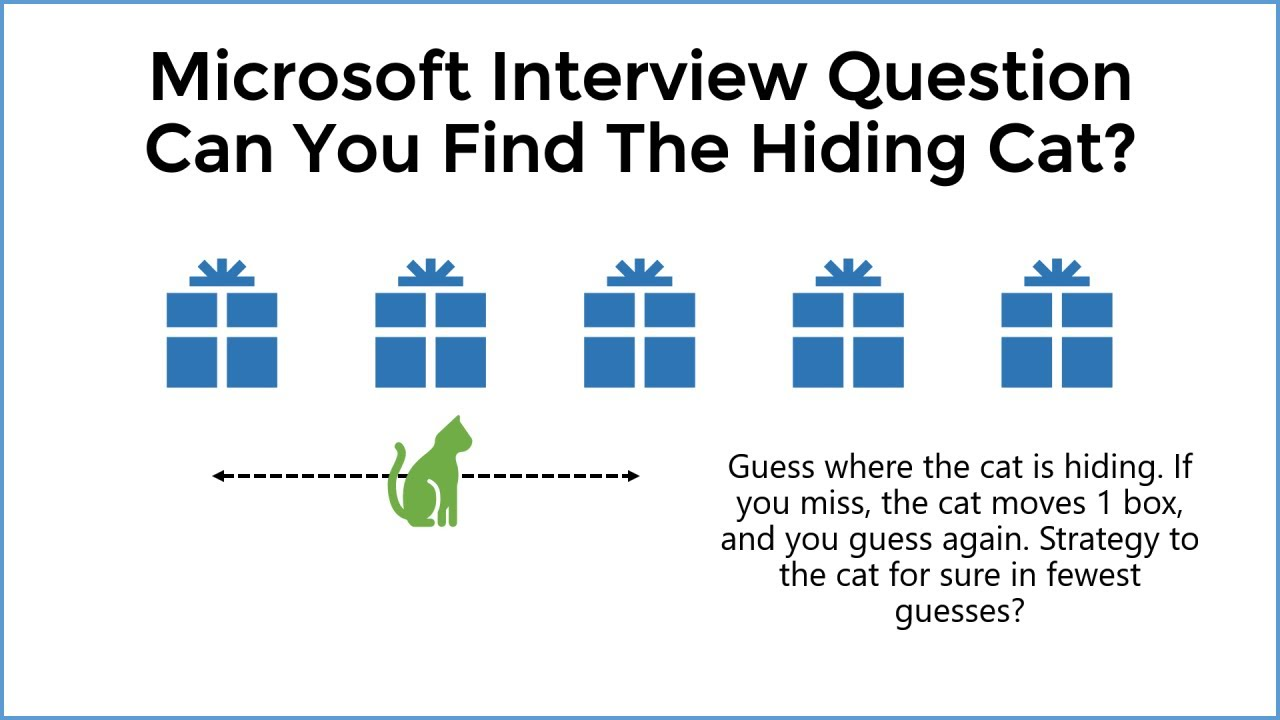 Microsoft Interview Question
Can You Find The Hiding Cat?
Guess where the cat is hiding. If
you miss, the cat moves 1 box,
and you guess again. Strategy to
the cat for sure in fewest
guesses?